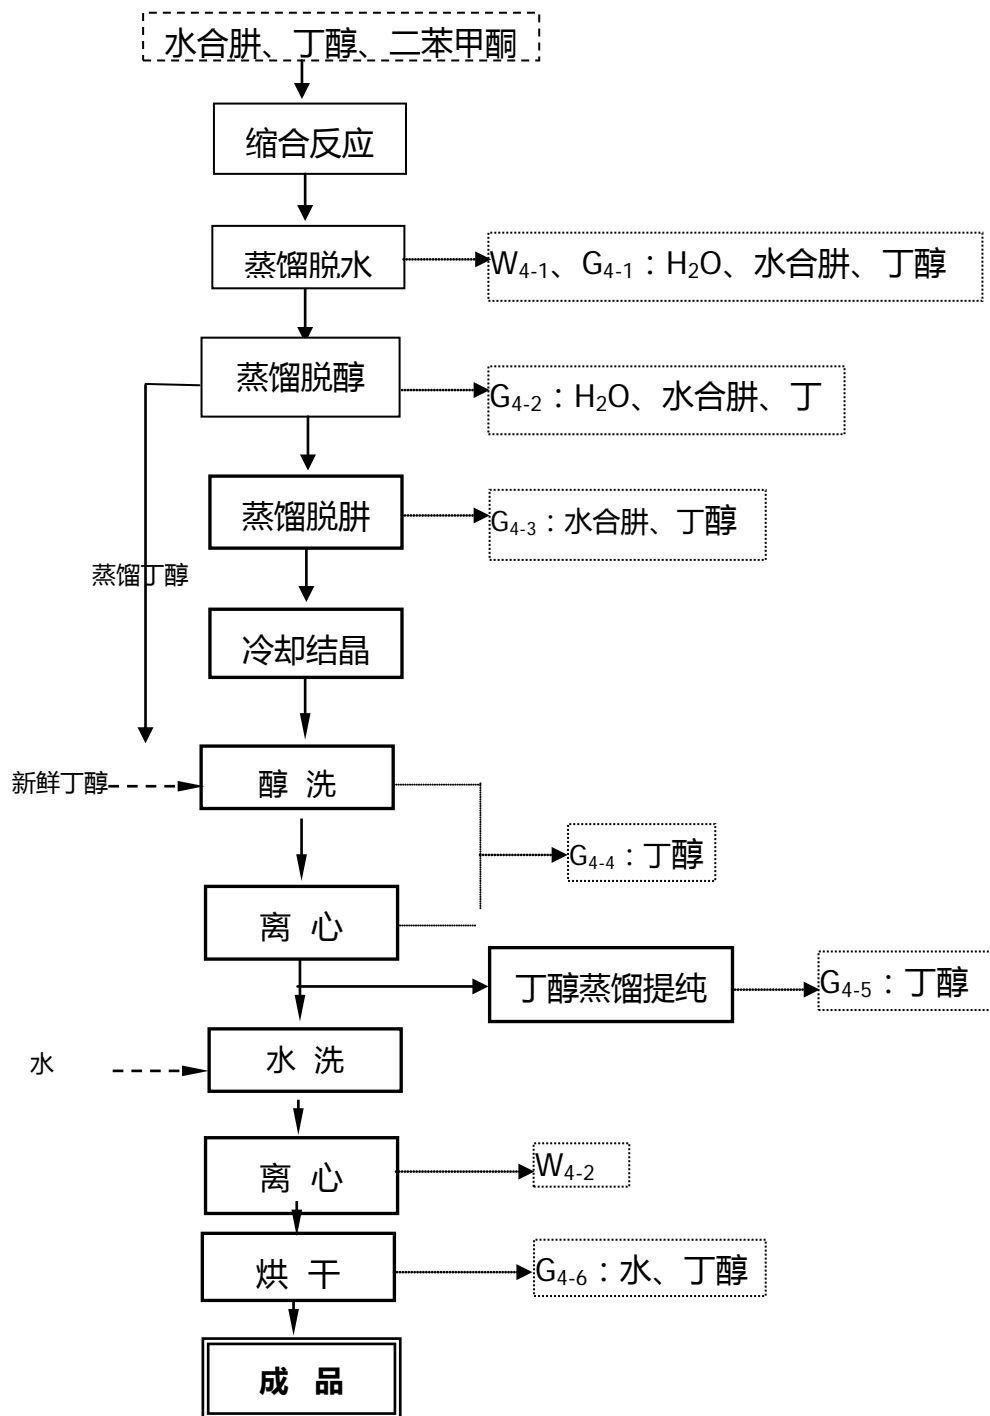 水合肼、丁醇、二苯甲酮
缩合反应
蒸馏脱水
W4-1、G4-1：H2O、水合肼、丁醇
蒸馏脱醇
G4-2：H2O、水合肼、丁
蒸馏脱肼
G4-3：水合肼、丁醇
蒸馏丁醇
冷却结晶
新鲜丁醇
醇 洗
G4-4：丁醇
离 心
丁醇蒸馏提纯
G4-5：丁醇
水
水 洗
离 心
W4-2
烘 干
G4-6：水、丁醇
成 品